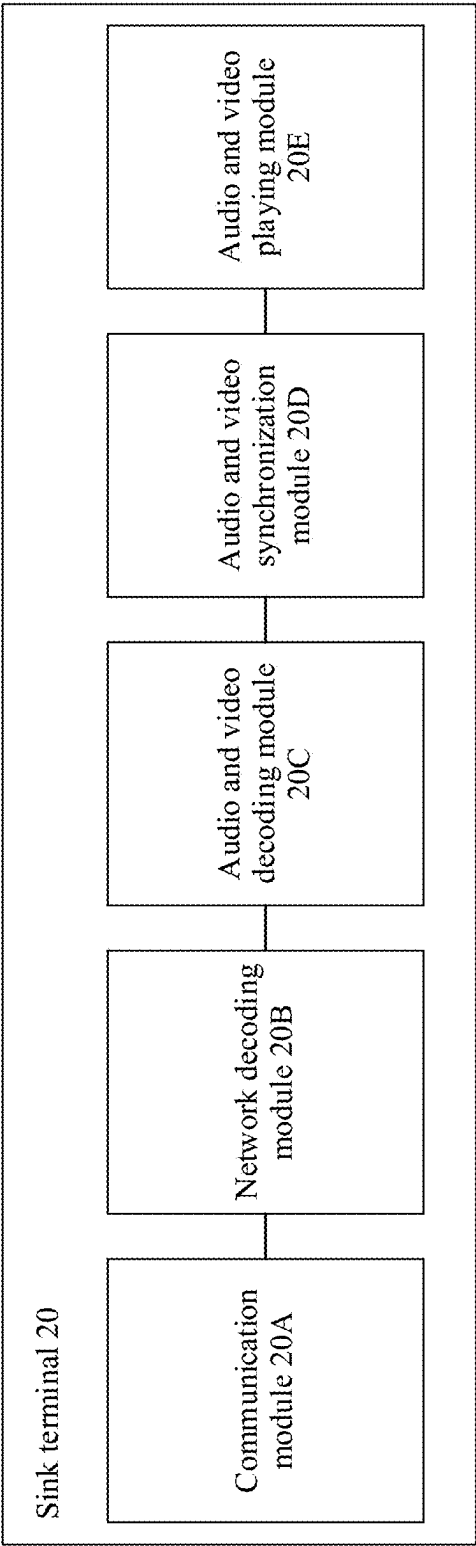 Sink terminal 20
Communication
module 20A
Network decoding
module 20B
Audio and video
decoding module
20C
Audio and video
synchronization
module 20D
Audio and video
playing module
20E